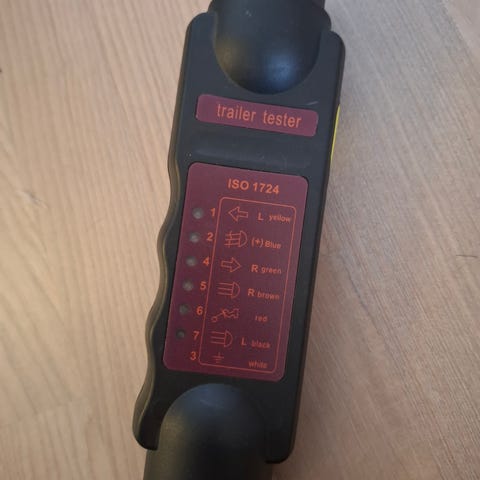 trailer tester
ISO 1724
1 L yellow
2 (+) Blue
4 R green
5 R brown
6 red
7 L black
3 white